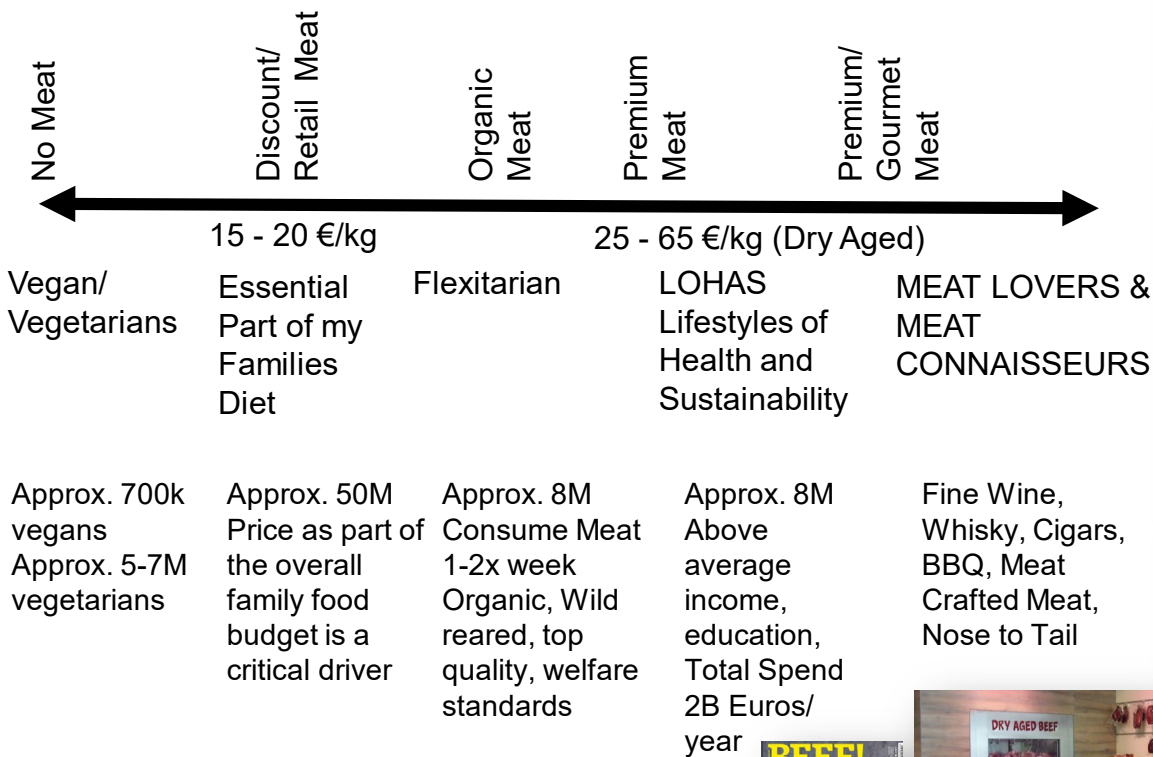 No Meat
Discount/
Retail  Meat
Organic
Meat
Premium
Meat
Premium/
Gourmet
Meat
15 - 20 €/kg
25 - 65 €/kg (Dry Aged)
Vegan/
Vegetarians
Essential
Part of my
Families
Diet
Flexitarian
LOHAS
Lifestyles of
Health and
Sustainability
MEAT LOVERS &
MEAT
CONNAISSEURS
Approx. 700k
vegans
Approx. 5-7M
vegetarians
Approx. 50M
Price as part of
the overall
family food
budget is a
critical driver
Approx. 8M
Consume Meat
1-2x week
Organic, Wild
reared, top
quality, welfare
standards
Approx. 8M
Above
average
income,
education,
Total Spend
2B Euros/
year
Fine Wine,
Whisky, Cigars,
BBQ, Meat
Crafted Meat,
Nose to Tail
BEEF!
DRY AGED BEEF